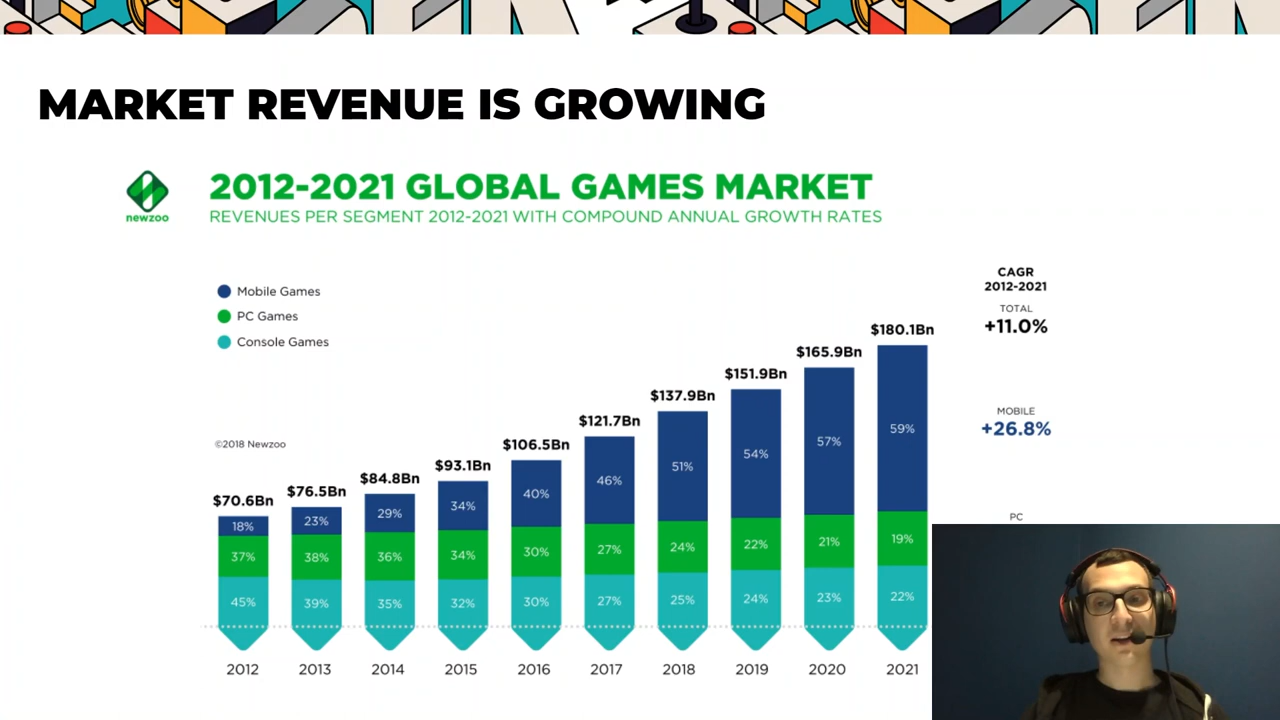 MARKET REVENUE IS GROWING
newzoo
2012-2021 GLOBAL GAMES MARKET
REVENUES PER SEGMENT 2012-2021 WITH COMPOUND ANNUAL GROWTH RATES
Mobile Games
PC Games
Console Games
©2018 Newzoo
CAGR
2012-2021
TOTAL
+11.0%
MOBILE
+26.8%
PC
$70.6Bn $76.5Bn $84.8Bn $93.1Bn $106.5Bn $121.7Bn $137.9Bn $151.9Bn $165.9Bn $180.1Bn
18% 23% 29% 34% 40% 46% 51% 54% 57% 59%
37% 38% 36% 34% 30% 27% 24% 22% 21% 19%
45% 39% 35% 32% 30% 27% 25% 24% 23% 22%
2012 2013 2014 2015 2016 2017 2018 2019 2020 2021